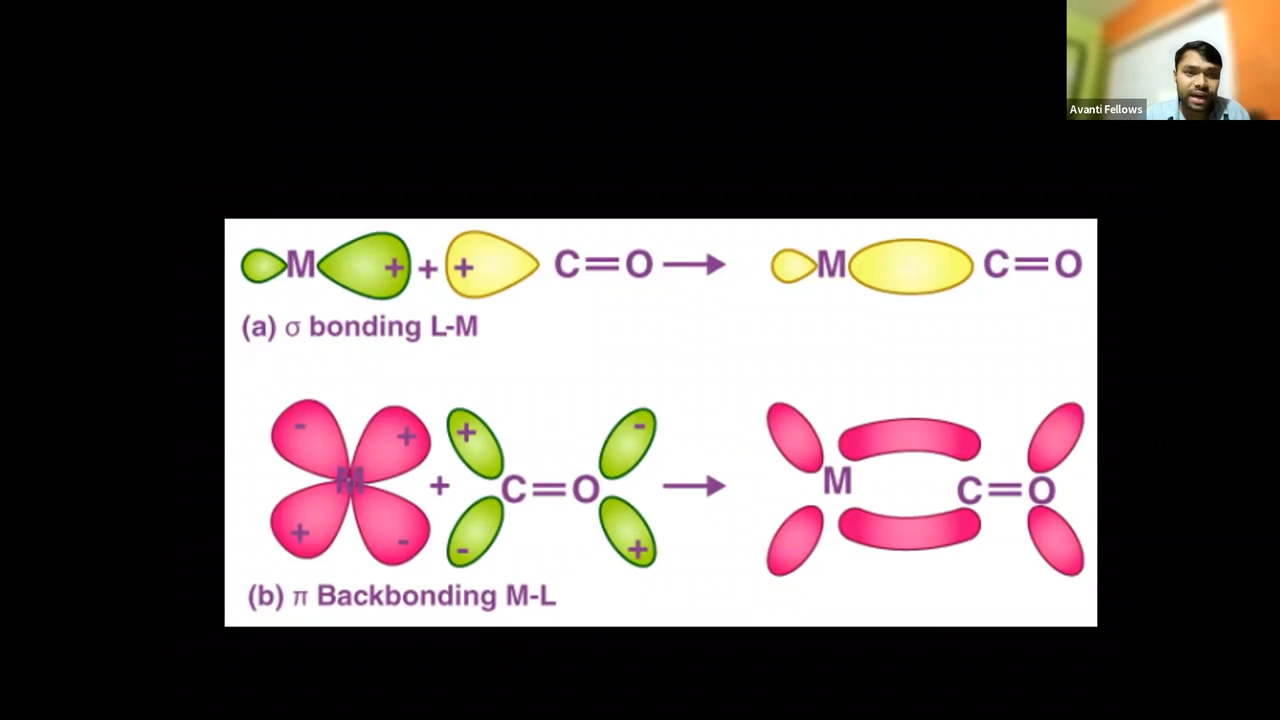 Avanti Fellows
M + + + C=O → M C=O
(a) σ bonding L-M
- + + -
M + C=O → M C=O
+ - - +
(b) π Backbonding M-L